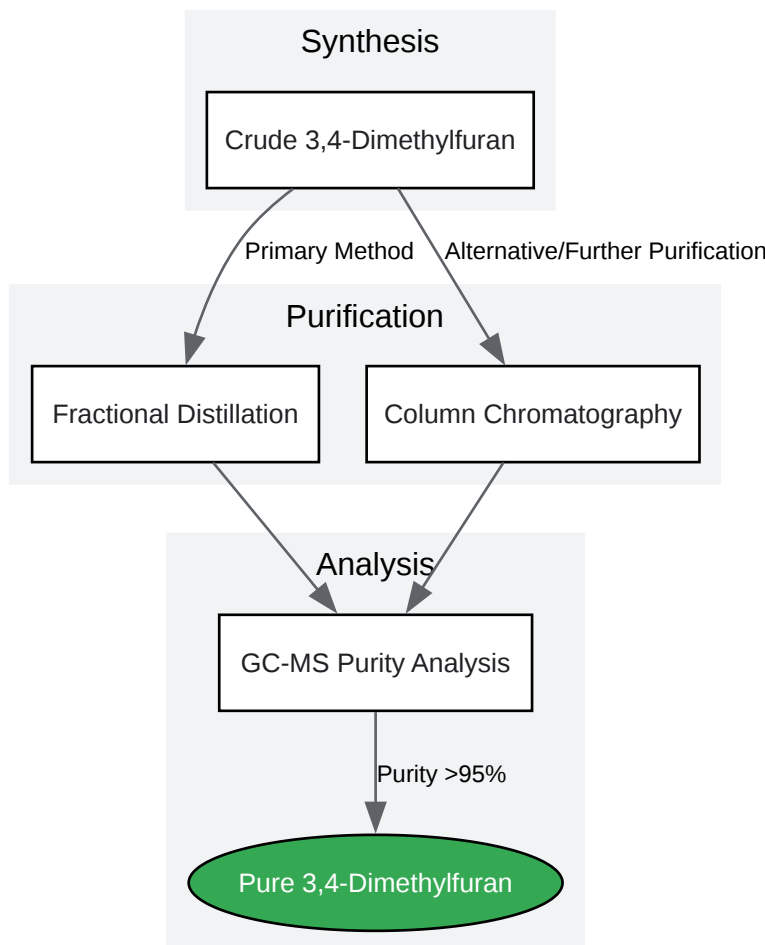 Synthesis
Crude 3,4-Dimethylfuran
Primary Method
Alternative/Further Purification
Purification
Fractional Distillation
Column Chromatography
Analysis
GC-MS Purity Analysis
Purity >95%
Pure 3,4-Dimethylfuran